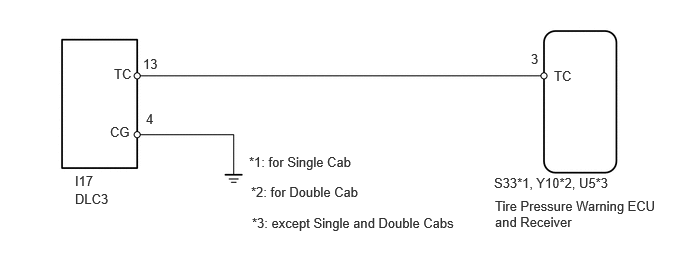 13
3
TC
TC
4
CG
*1: for Single Cab
I17
S33*1, Y10*2, U5*3
*2: for Double Cab
DLC3
Tire Pressure Warning ECU
*3: except Single and Double Cabs
and Receiver